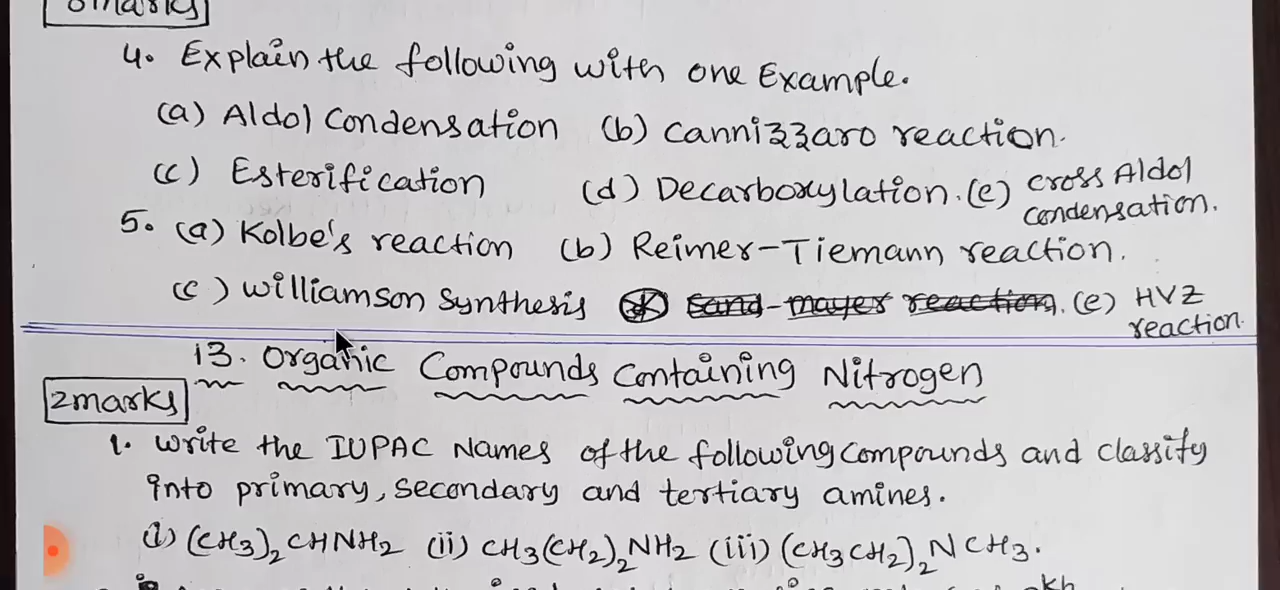 8marks
4. Explain the following with one Example.
(a) Aldol Condensation (b) Cannizzaro reaction.
(c) Esterification (d) Decarboxylation. (e) cross Aldol condensation.
5. (a) Kolbe's reaction (b) Reimer-Tiemann reaction.
(c) Williamson Synthesis Sand-mayer reaction. (e) HVZ reaction.
13. Organic Compounds Containing Nitrogen
2marks
1. Write the IUPAC Names of the following compounds and classify
into primary, secondary and tertiary amines.
(i) (CH3)2CHNH2 (ii) CH3(CH2)2NH2 (iii) (CH3CH2)2NCH3.